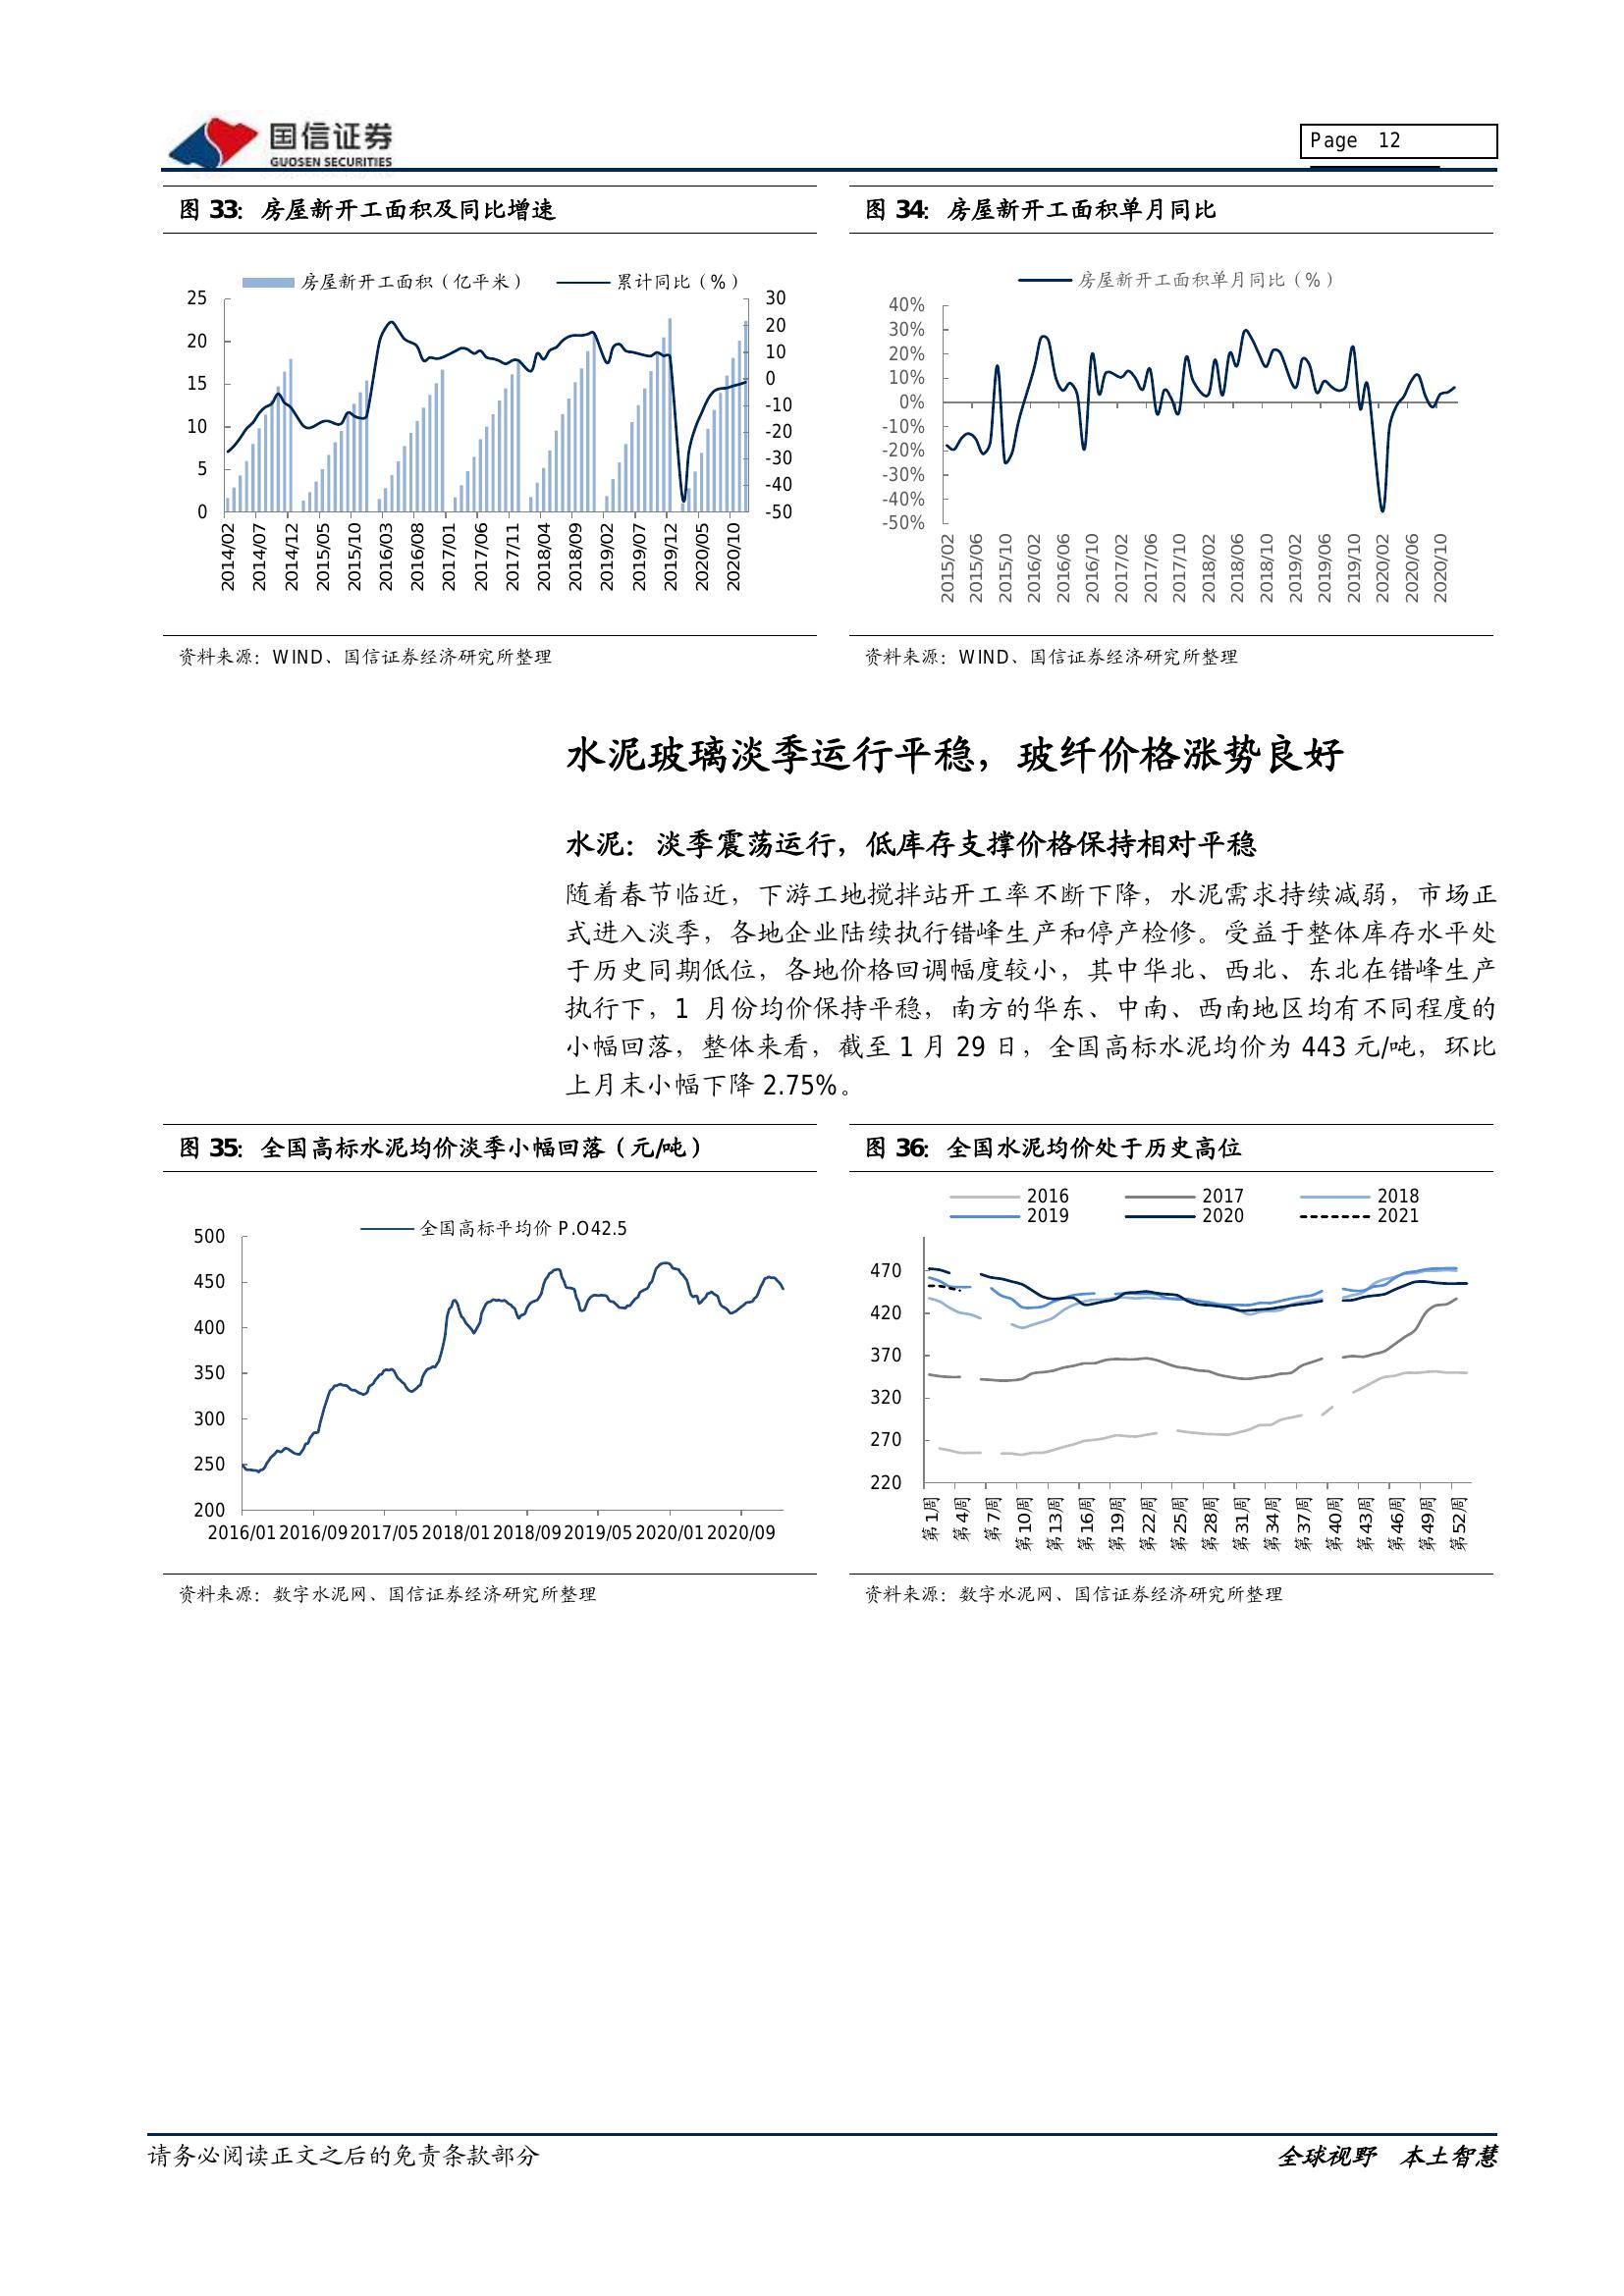 国信证券
GUOSEN SECURITIES
Page 12
图 33：房屋新开工面积及同比增速
房屋新开工面积（亿平米） 累计同比（%）
25
20
15
10
5
0
30
20
10
0
-10
-20
-30
-40
-50
2014/02 2014/07 2014/12 2015/05 2015/10 2016/03 2016/08 2017/01 2017/06 2017/11 2018/04 2018/09 2019/02 2019/07 2019/12 2020/05 2020/10
资料来源：WIND、国信证券经济研究所整理
图 34：房屋新开工面积单月同比
房屋新开工面积单月同比（%）
40%
30%
20%
10%
0%
-10%
-20%
-30%
-40%
-50%
2015/02 2015/06 2015/10 2016/02 2016/06 2016/10 2017/02 2017/06 2017/10 2018/02 2018/06 2018/10 2019/02 2019/06 2019/10 2020/02 2020/06 2020/10
资料来源：WIND、国信证券经济研究所整理
水泥玻璃淡季运行平稳，玻纤价格涨势良好
水泥：淡季震荡运行，低库存支撑价格保持相对平稳
随着春节临近，下游工地搅拌站开工率不断下降，水泥需求持续减弱，市场正
式进入淡季，各地企业陆续执行错峰生产和停产检修。受益于整体库存水平处
于历史同期低位，各地价格回调幅度较小，其中华北、西北、东北在错峰生产
执行下，1 月份均价保持平稳，南方的华东、中南、西南地区均有不同程度的
小幅回落，整体来看，截至 1 月 29 日，全国高标水泥均价为 443 元/吨，环比
上月末小幅下降 2.75%。
图 35：全国高标水泥均价淡季小幅回落（元/吨）
全国高标平均价 P.O42.5
500
450
400
350
300
250
200
2016/01 2016/09 2017/05 2018/01 2018/09 2019/05 2020/01 2020/09
资料来源：数字水泥网、国信证券经济研究所整理
图 36：全国水泥均价处于历史高位
2016 2017 2018
2019 2020 2021
470
420
370
320
270
220
第1周 第4周 第7周 第10周 第13周 第16周 第19周 第22周 第25周 第28周 第31周 第34周 第37周 第40周 第43周 第46周 第49周 第52周
资料来源：数字水泥网、国信证券经济研究所整理
请务必阅读正文之后的免责条款部分
全球视野 本土智慧